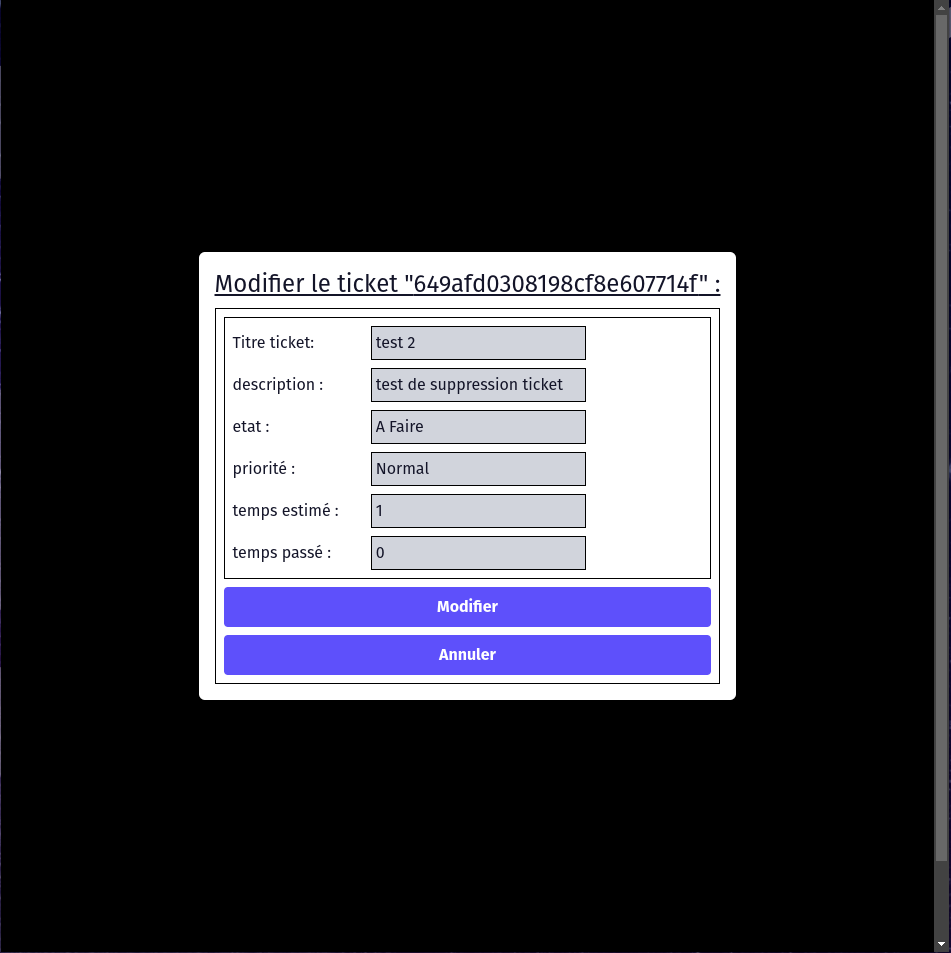 Modifier le ticket "649afd0308198cf8e607714f" :
Titre ticket: test 2
description : test de suppression ticket
etat : A Faire
priorité : Normal
temps estimé : 1
temps passé : 0
Modifier
Annuler